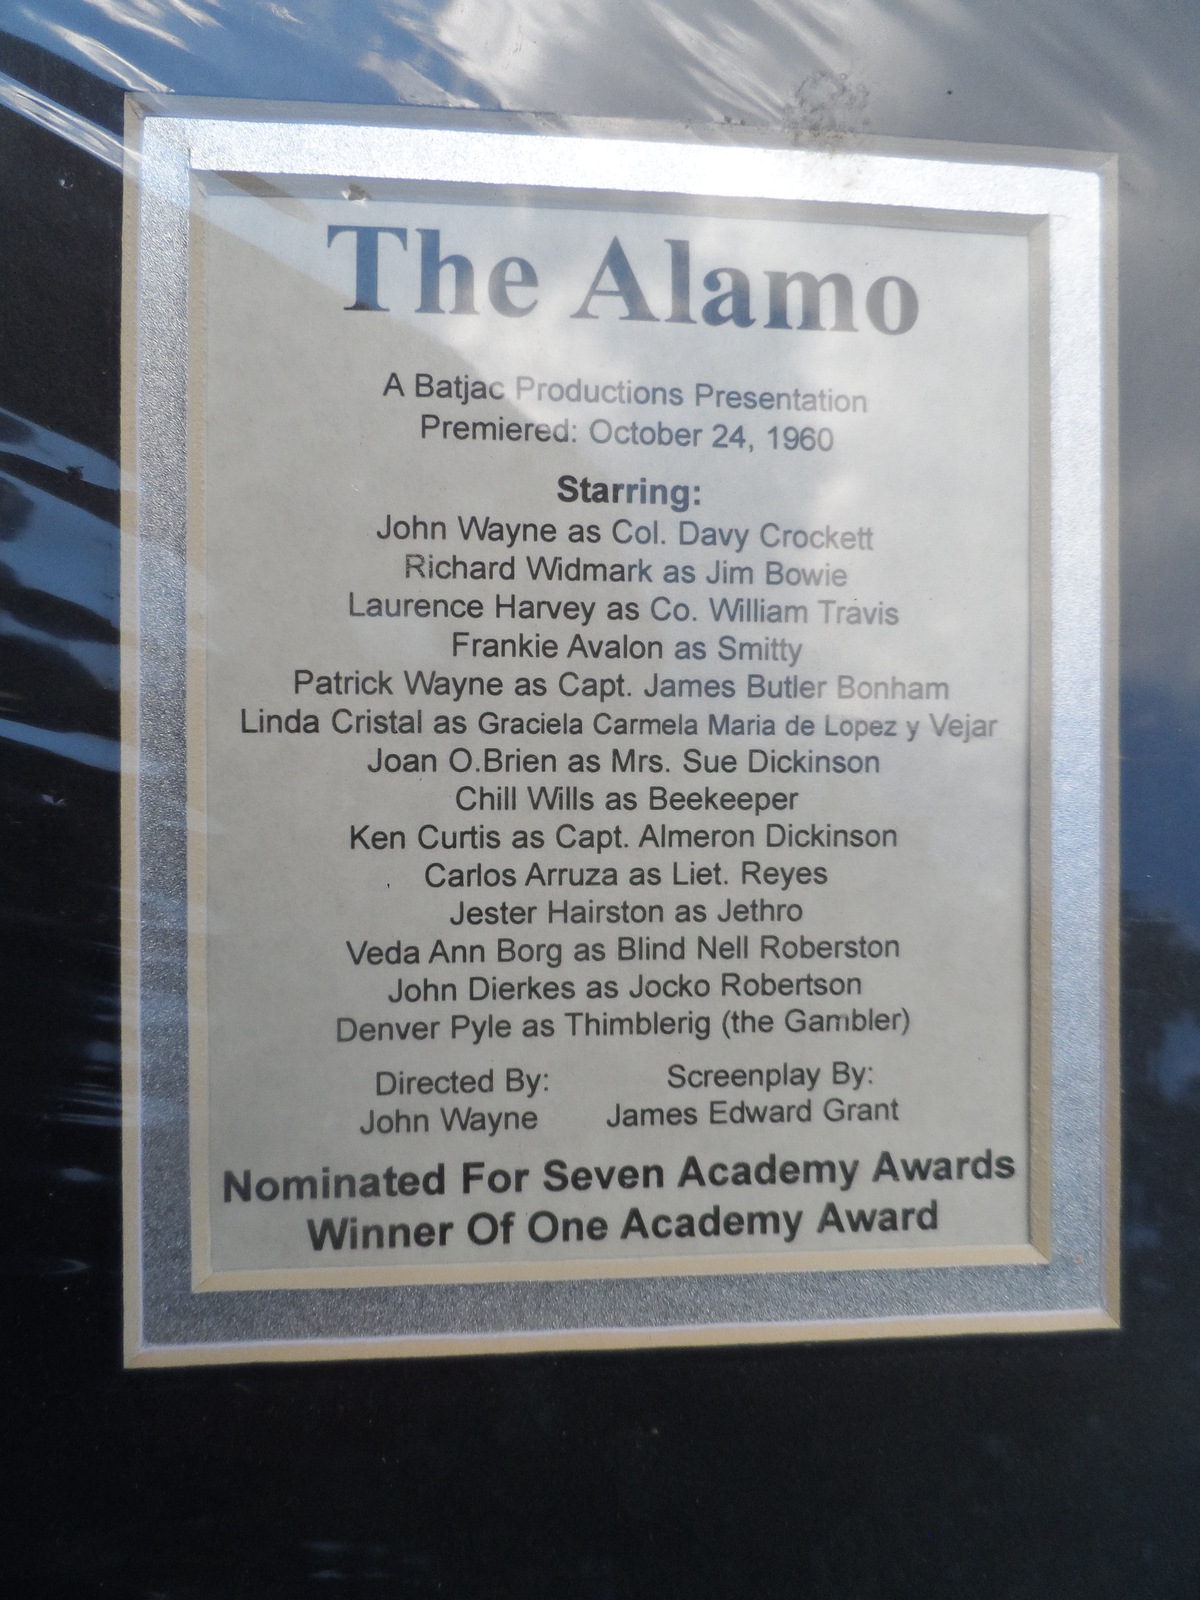 The Alamo
A Batjac Productions Presentation
Premiered: October 24, 1960
Starring:
John Wayne as Col. Davy Crockett
Richard Widmark as Jim Bowie
Laurence Harvey as Co. William Travis
Frankie Avalon as Smitty
Patrick Wayne as Capt. James Butler Bonham
Linda Cristal as Graciela Carmela Maria de Lopez y Vejar
Joan O.Brien as Mrs. Sue Dickinson
Chill Wills as Beekeeper
Ken Curtis as Capt. Almeron Dickinson
Carlos Arruza as Liet. Reyes
Jester Hairston as Jethro
Veda Ann Borg as Blind Nell Roberston
John Dierkes as Jocko Robertson
Denver Pyle as Thimblerig (the Gambler)
Directed By: Screenplay By:
John Wayne James Edward Grant
Nominated For Seven Academy Awards
Winner Of One Academy Award